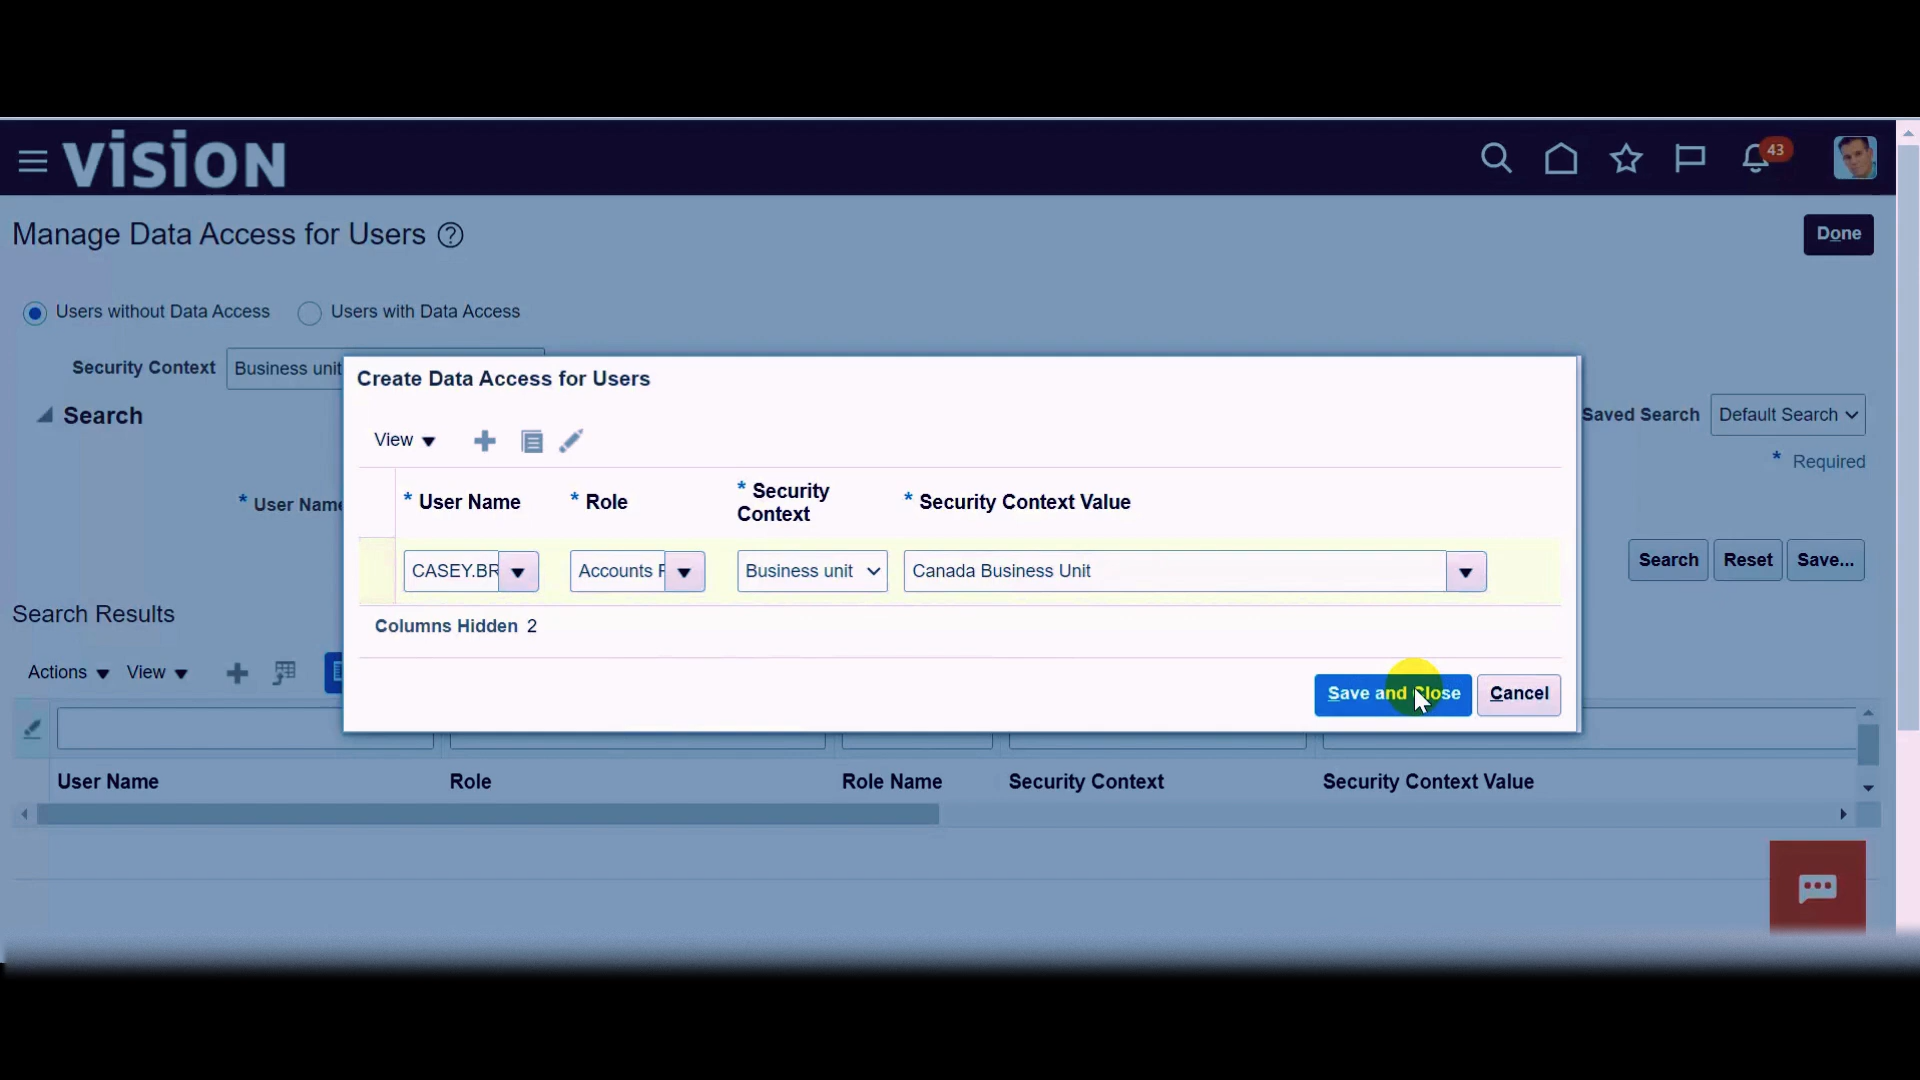 VISION
43
Manage Data Access for Users ?
Done
Users without Data Access Users with Data Access
Security Context Business unit
Search
Saved Search Default Search
* Required
* User Name
Search Reset Save...
Create Data Access for Users
View
* User Name * Role * Security Context * Security Context Value
CASEY.BR Accounts Business unit Canada Business Unit
Columns Hidden 2
Save and Close Cancel
Search Results
Actions View
User Name Role Role Name Security Context Security Context Value